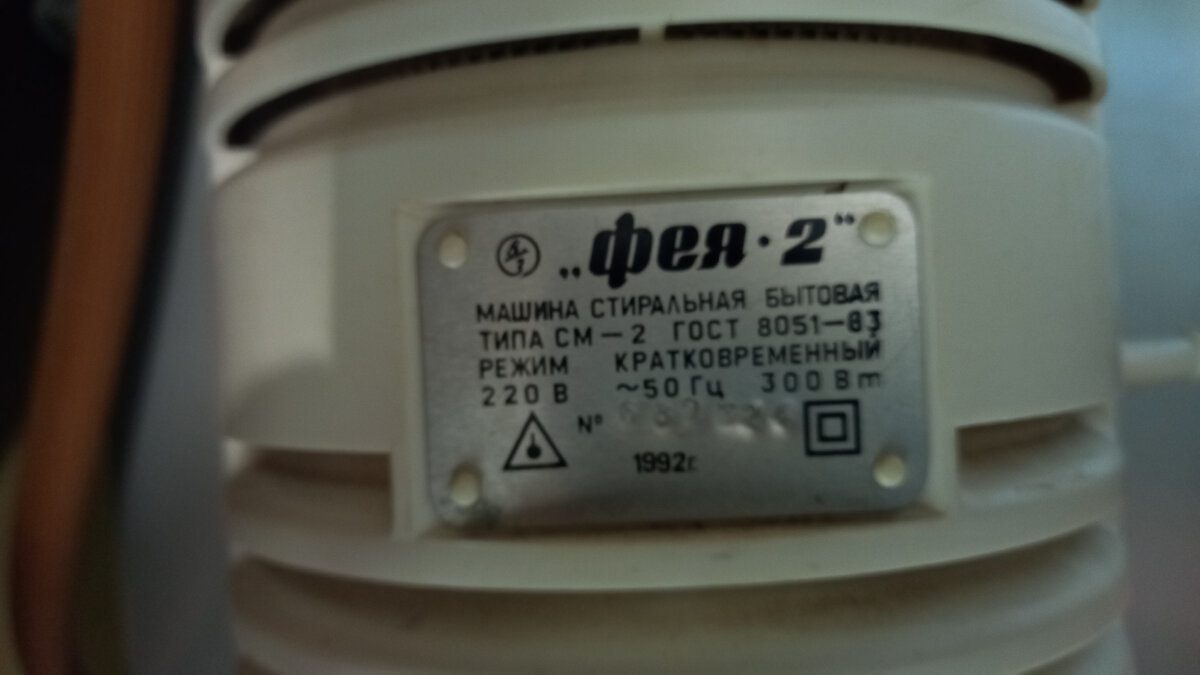 „Фея·2“
МАШИНА СТИРАЛЬНАЯ БЫТОВАЯ
ТИПА СМ—2 ГОСТ 8051—83
РЕЖИМ КРАТКОВРЕМЕННЫЙ
220 В ~50 Гц 300 Вт
№
1992г.